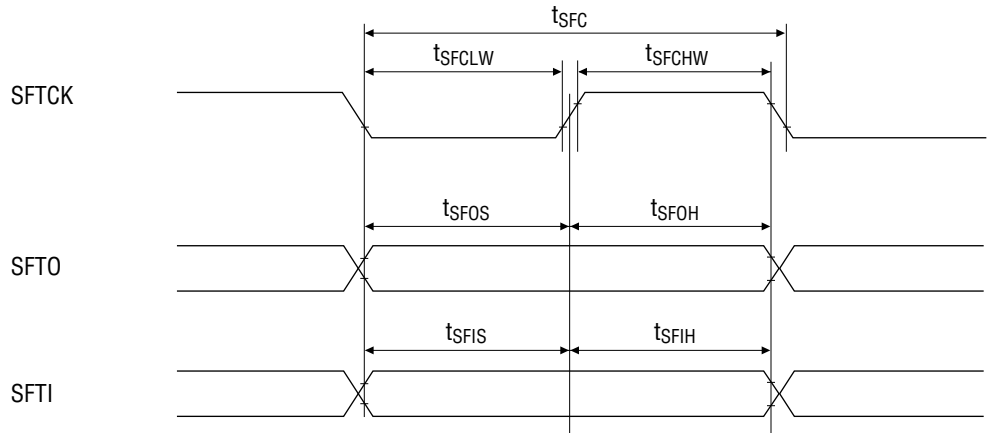 tSFC
tSFCLW tSFCHW
SFTCK
tSFOS tSFOH
SFTO
tSFIS tSFIH
SFTI